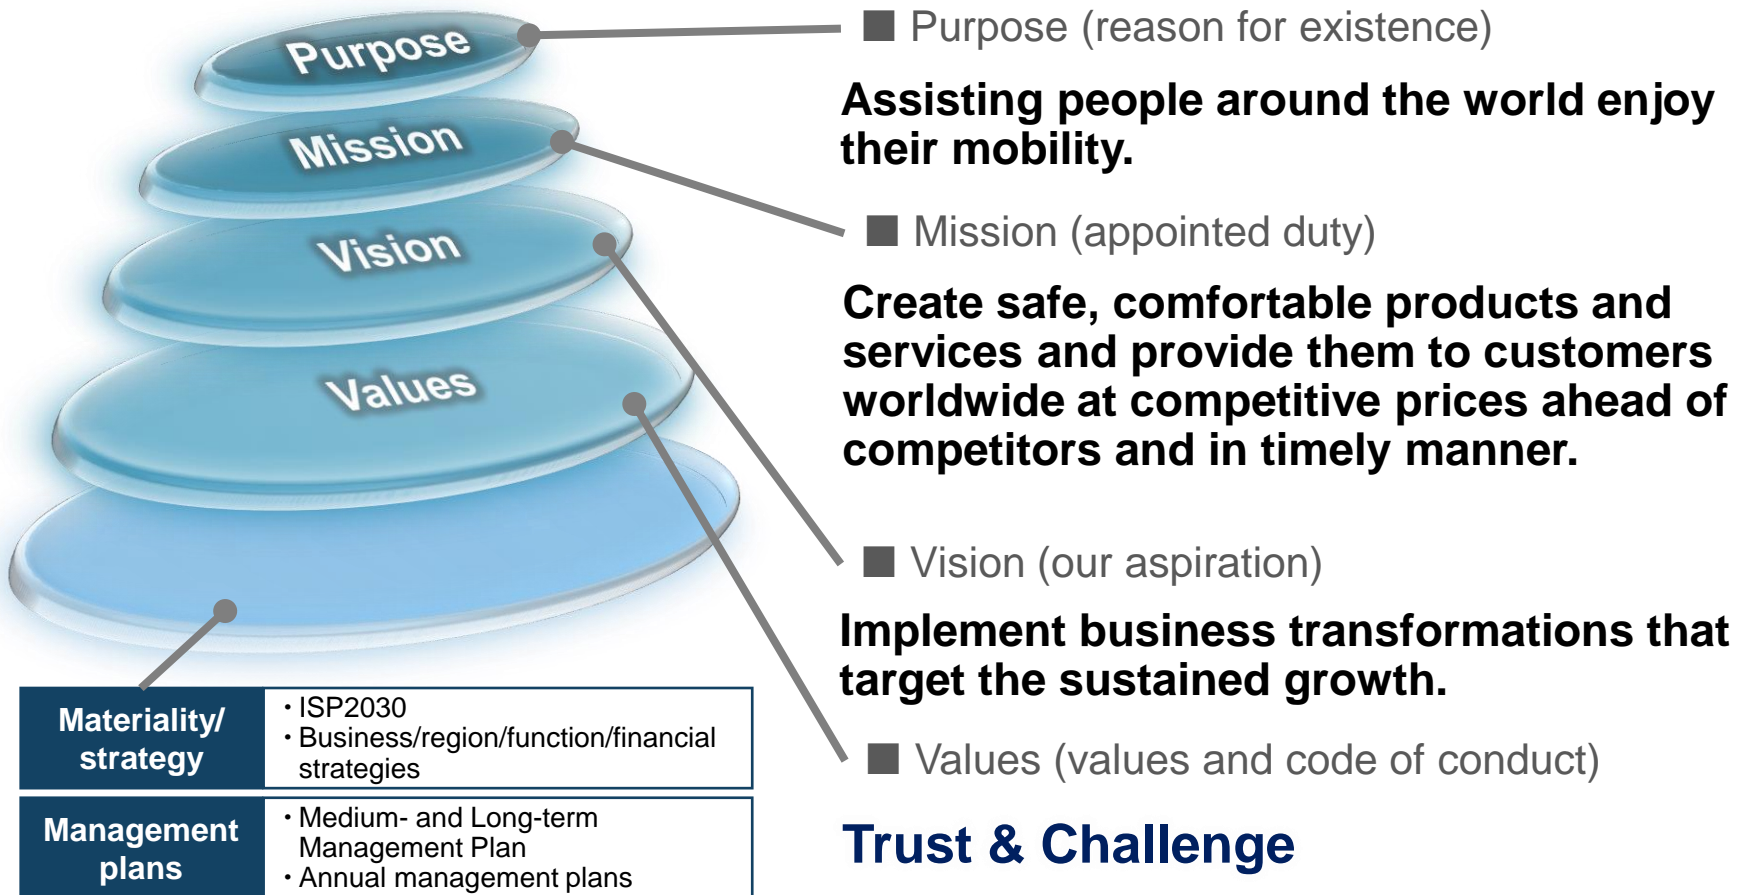 Purpose
Mission
Vision
Values
Materiality/
strategy
・ISP2030
・Business/region/function/financial
strategies
Management
plans
・Medium- and Long-term
Management Plan
・Annual management plans
■ Purpose (reason for existence)
Assisting people around the world enjoy
their mobility.
■ Mission (appointed duty)
Create safe, comfortable products and
services and provide them to customers
worldwide at competitive prices ahead of
competitors and in timely manner.
■ Vision (our aspiration)
Implement business transformations that
target the sustained growth.
■ Values (values and code of conduct)
Trust & Challenge